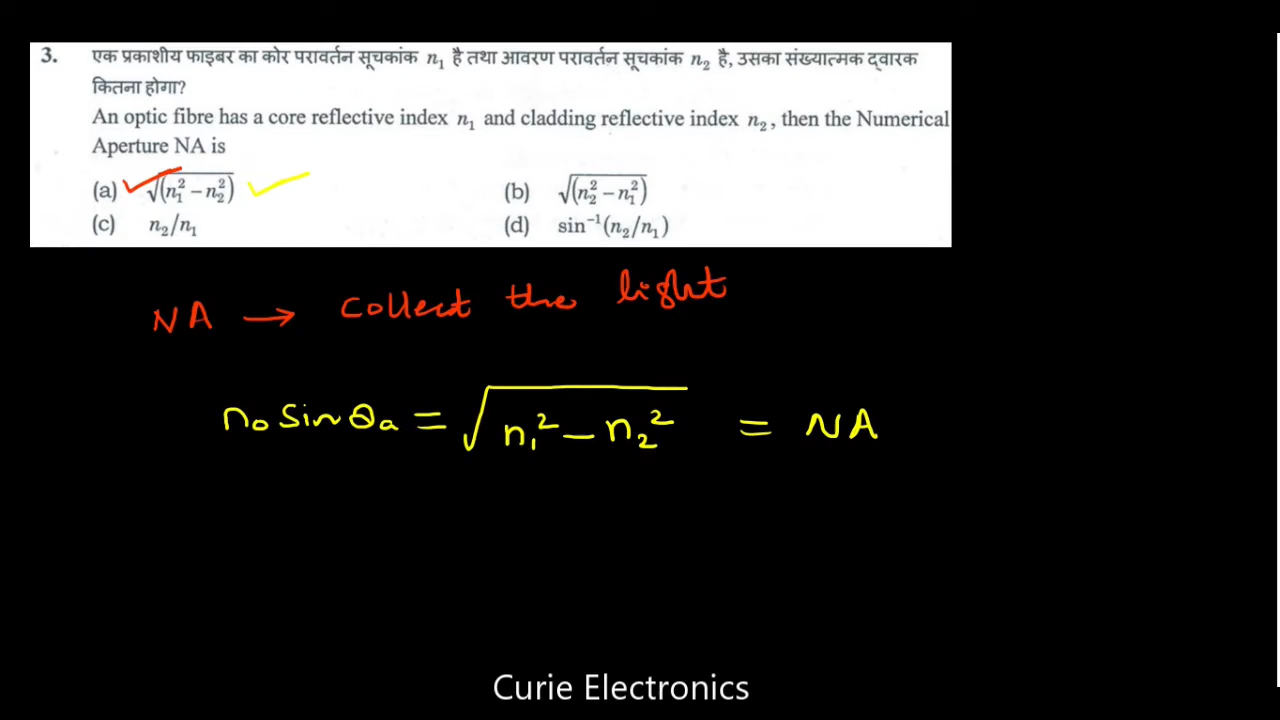 3. एक प्रकाशीय फाइबर का कोर परावर्तन सूचकांक n₁ है तथा आवरण परावर्तन सूचकांक n₂ है, उसका संख्यात्मक द्वारक
कितना होगा?
An optic fibre has a core reflective index n₁ and cladding reflective index n₂, then the Numerical
Aperture NA is
(a) √(n₁² – n₂²) (b) √(n₂² – n₁²)
(c) n₂/n₁ (d) sin⁻¹(n₂/n₁)
NA → collect the light
n₀ sin θₐ = √(n₁² – n₂²) = NA
Curie Electronics